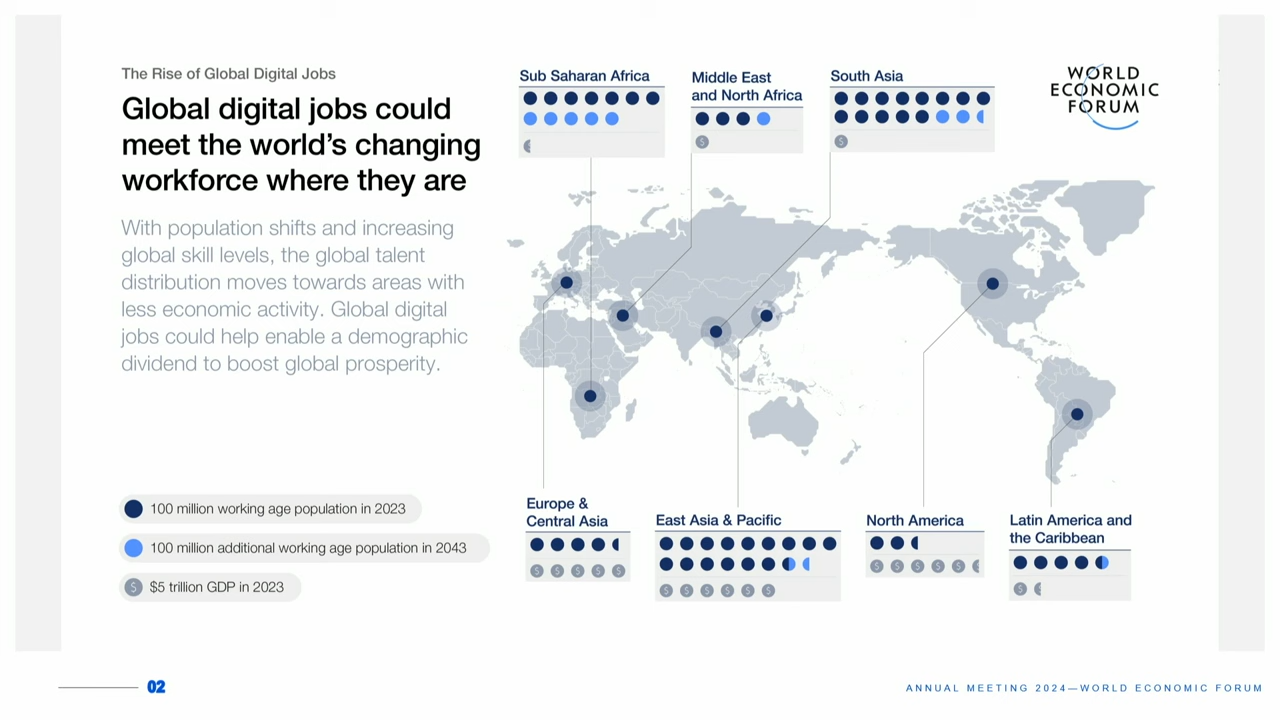 The Rise of Global Digital Jobs
Global digital jobs could
meet the world's changing
workforce where they are
With population shifts and increasing
global skill levels, the global talent
distribution moves towards areas with
less economic activity. Global digital
jobs could help enable a demographic
dividend to boost global prosperity.
100 million working age population in 2023
100 million additional working age population in 2043
$ $5 trillion GDP in 2023
Sub Saharan Africa
$
Middle East
and North Africa
$
South Asia
$
WORLD
ECONOMIC
FORUM
Europe &
Central Asia
$ $ $ $ $
East Asia & Pacific
$ $ $ $ $ $
North America
$ $ $ $ $ $
Latin America and
the Caribbean
$ $
02
ANNUAL MEETING 2024—WORLD ECONOMIC FORUM